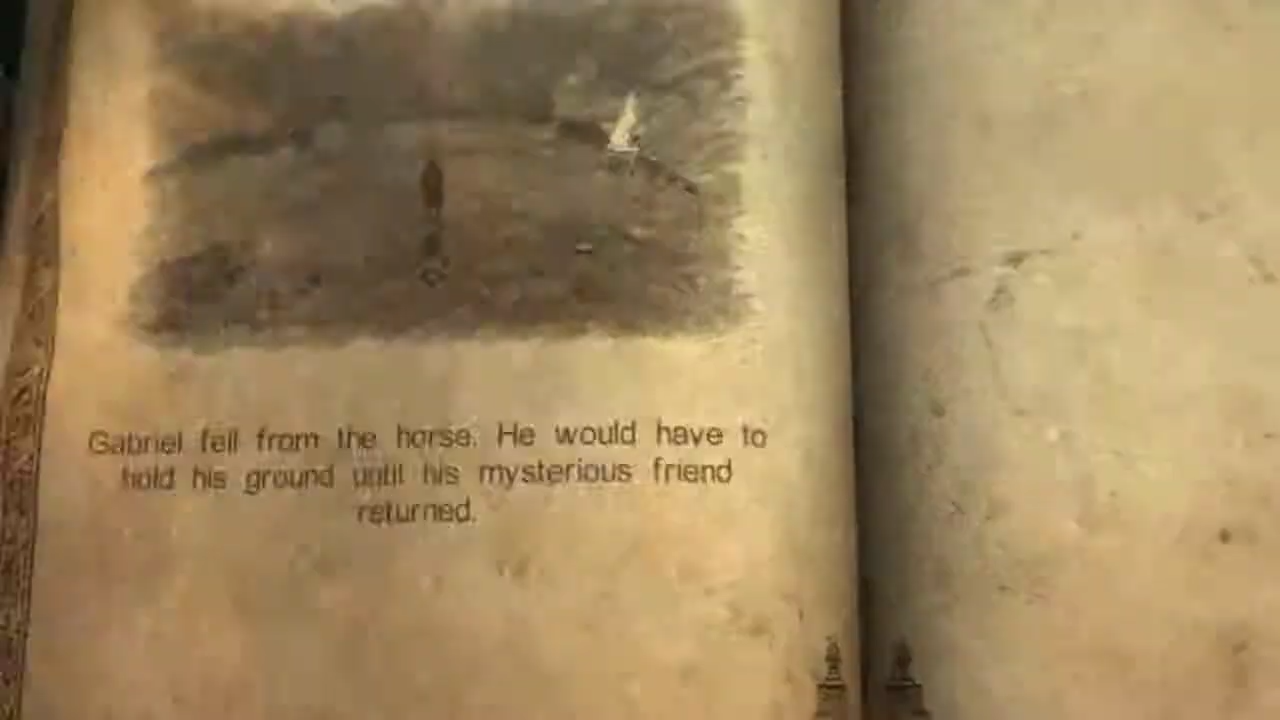 Gabriel fell from the horse. He would have to
hold his ground until his mysterious friend
returned.